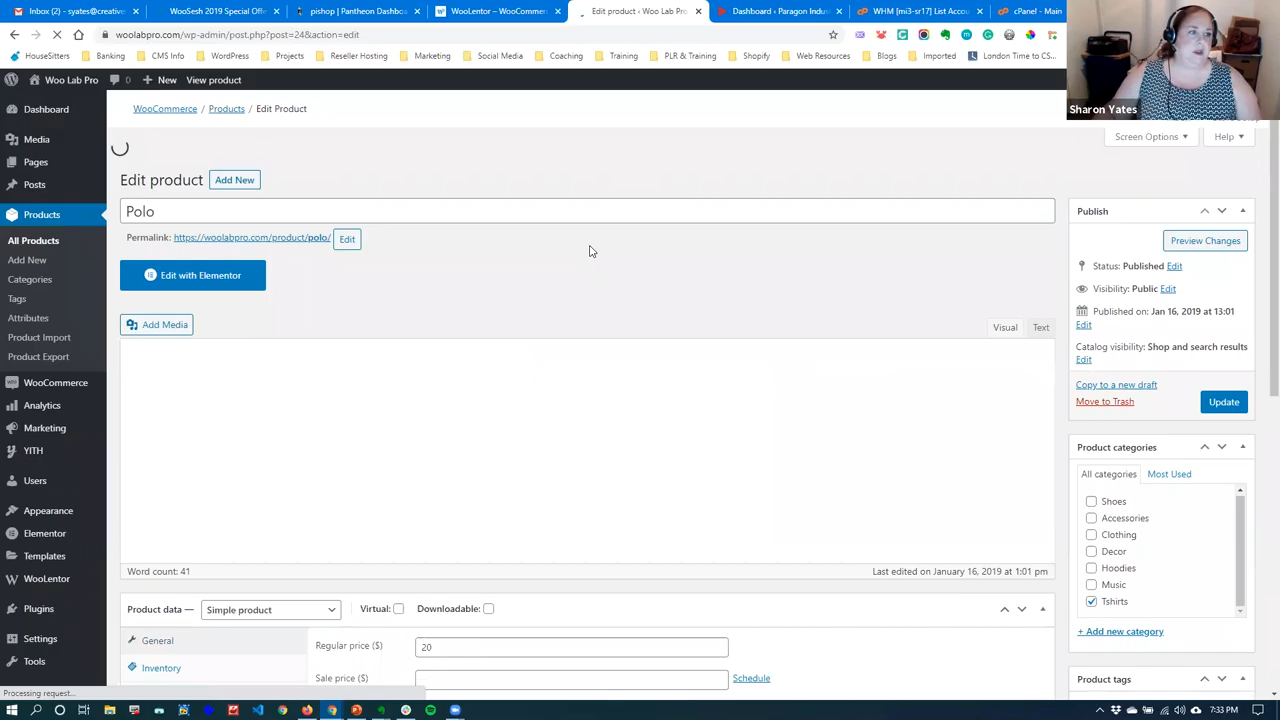 Inbox (2) - syates@creative
WooSesh 2019 Special Off
pishop | Pantheon Dashboa
WooLentor – WooCommerc
Edit product ‹ Woo Lab Pro
Dashboard ‹ Paragon Indus
WHM [mi3-sr17] List Accou
cPanel - Main
woolabpro.com/wp-admin/post.php?post=24&action=edit
HouseSitters
Banking
CMS Info
WordPress
Projects
Reseller Hosting
Marketing
Social Media
Coaching
Training
PLR & Training
Shopify
Web Resources
Blogs
Imported
London Time to CS...
Woo Lab Pro
0
New
View product
Sharon Yates
Dashboard
Media
Pages
Posts
Products
All Products
Add New
Categories
Tags
Attributes
Product Import
Product Export
WooCommerce
Analytics
Marketing
YITH
Users
Appearance
Elementor
Templates
WooLentor
Plugins
Settings
Tools
WooCommerce / Products / Edit Product
Screen Options
Help
Edit product
Add New
Polo
Permalink: https://woolabpro.com/product/polo/
Edit
Edit with Elementor
Add Media
Visual
Text
Word count: 41
Last edited on January 16, 2019 at 1:01 pm
Product data —
Simple product
Virtual:
Downloadable:
General
Inventory
Regular price ($)
20
Sale price ($)
Schedule
Publish
Preview Changes
Status: Published Edit
Visibility: Public Edit
Published on: Jan 16, 2019 at 13:01
Edit
Catalog visibility: Shop and search results
Edit
Copy to a new draft
Move to Trash
Update
Product categories
All categories
Most Used
Shoes
Accessories
Clothing
Decor
Hoodies
Music
Tshirts
+ Add new category
Product tags
Processing request...
7:33 PM